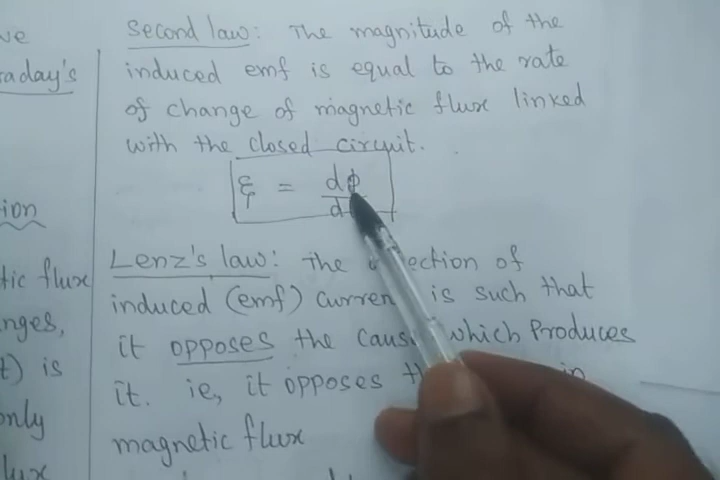 ve
raday's
ion
tic flux
nges,
t) is
only
lux
Second law: The magnitude of the
induced emf is equal to the rate
of change of magnetic flux linked
with the closed circuit.
ξ = dϕ
d
Lenz's law: The ection of
induced (emf) curren is such that
it opposes the caus which Produces
it. ie, it opposes in
magnetic flux